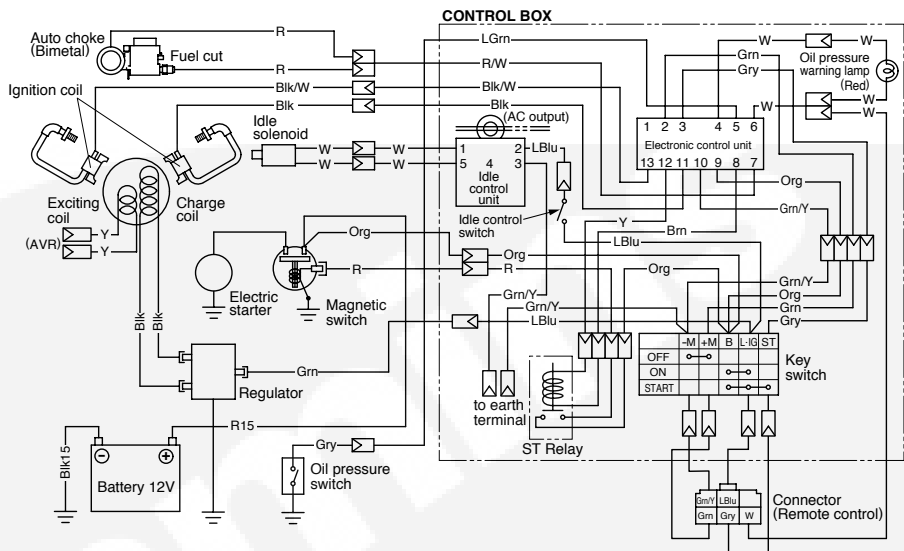 CONTROL BOX
Auto choke
(Bimetal)
Fuel cut
R
R
LGrn
R/W
Blk/W
Blk/W
Blk
Blk
W
Grn
Gry
W
W
W
W
Oil pressure
warning lamp
(Red)
Ignition coil
Idle
solenoid
W
W
W
W
(AC output)
1 2
5 4 3
Idle
control
unit
LBlu
1 2 3 4 5 6
Electronic control unit
13 12 11 10 9 8 7
Org
Grn/Y
Y
Brn
Idle control
switch
LBlu
Exciting
coil
Charge
coil
Y
(AVR)
Y
Org
R
Org
R
Org
Electric
starter
Magnetic
switch
Grn/Y
Grn/Y
LBlu
Grn/Y
Org
Grn
Gry
Blk
Blk
Regulator
Grn
-M +M B L·IG ST
OFF
ON
START
Key
switch
to earth
terminal
ST Relay
R15
Blk15
Battery 12V
Gry
Oil pressure
switch
Grn/Y LBlu
Grn Gry W
Connector
(Remote control)